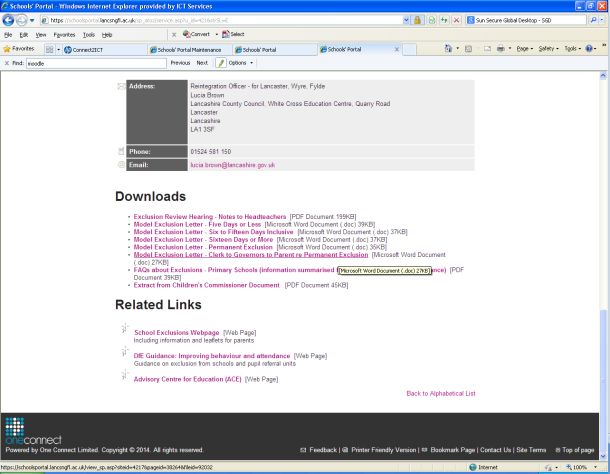 Schools' Portal - Windows Internet Explorer provided by ICT Services
https://schoolsportal.lancsngfl.ac.uk
Sun Secure Global Desktop - SGD
File Edit View Favorites Tools Help
Convert Select
Favorites
Connect2ICT
Schools' Portal Maintenance
Schools' Portal
Schools' Portal
Page Safety Tools
Find: moodle
Previous Next Options
Address: Reintegration Officer - for Lancaster, Wyre, Fylde
Lucia Brown
Lancashire County Council, White Cross Education Centre, Quarry Road
Lancaster
Lancashire
LA1 3SF
Phone: 01524 581 150
Email: lucia.brown@lancashire.gov.uk
Downloads
• Exclusion Review Hearing - Notes to Headteachers [PDF Document 199KB]
• Model Exclusion Letter - Five Days or Less [Microsoft Word Document (.doc) 39KB]
• Model Exclusion Letter - Six to Fifteen Days Inclusive [Microsoft Word Document (.doc) 37KB]
• Model Exclusion Letter - Sixteen Days or More [Microsoft Word Document (.doc) 37KB]
• Model Exclusion Letter - Permanent Exclusion [Microsoft Word Document (.doc) 36KB]
• Model Exclusion Letter - Clerk to Governors to Parent re Permanent Exclusion [Microsoft Word Document
(.doc) 27KB]
• FAQs about Exclusions - Primary Schools (information summarised [PDF
Microsoft Word Document (.doc) 27KB
Document 39KB]
• Extract from Children's Commissioner Document [PDF Document 45KB]
Related Links
School Exclusions Webpage [Web Page]
Including information and leaflets for parents
DfE Guidance: Improving behaviour and attendance [Web Page]
Guidance on exclusion from schools and pupil referral units
Advisory Centre for Education (ACE) [Web Page]
Back to Alphabetical List
oneconnect
Powered by One Connect Limited. Copyright © 2014. All rights reserved.
Feedback | Printer Friendly Version | Bookmark Page | Contact Us | Site Terms Top of page
https://schoolsportal.lancsngfl.ac.uk/view_sp.asp?siteid=4217&pageid=38264&fileid=92032
Internet
100%